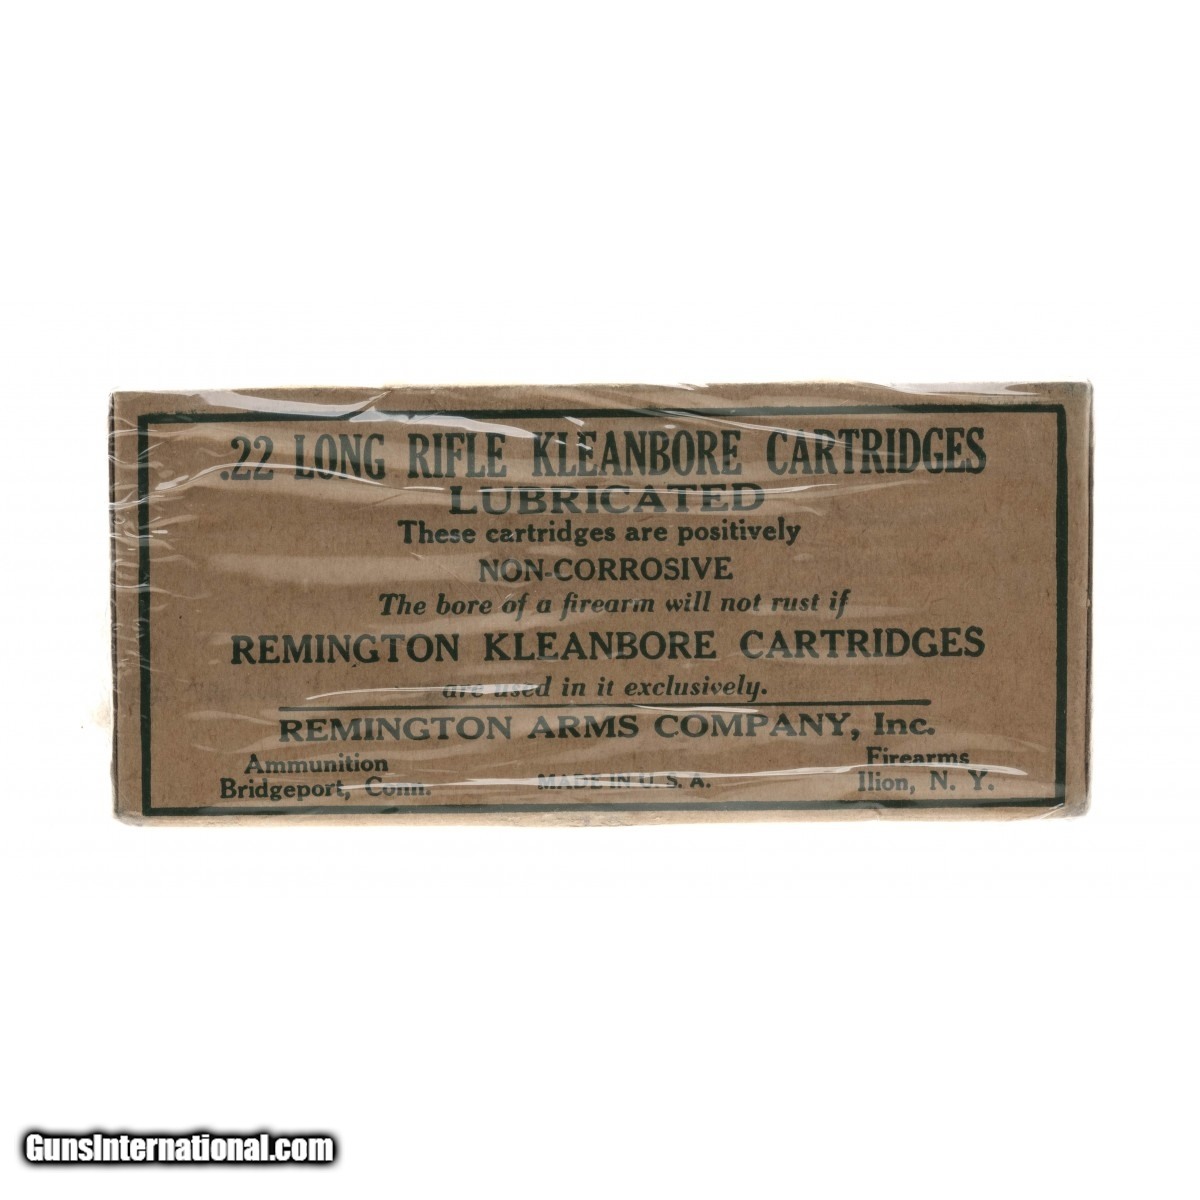 .22 LONG RIFLE KLEANBORE CARTRIDGES
LUBRICATED
These cartridges are positively
NON-CORROSIVE
The bore of a firearm will not rust if
REMINGTON KLEANBORE CARTRIDGES
are used in it exclusively.
REMINGTON ARMS COMPANY, Inc.
Ammunition Firearms
Bridgeport, Conn. MADE IN U. S. A. Ilion, N. Y.
GunsInternational.com